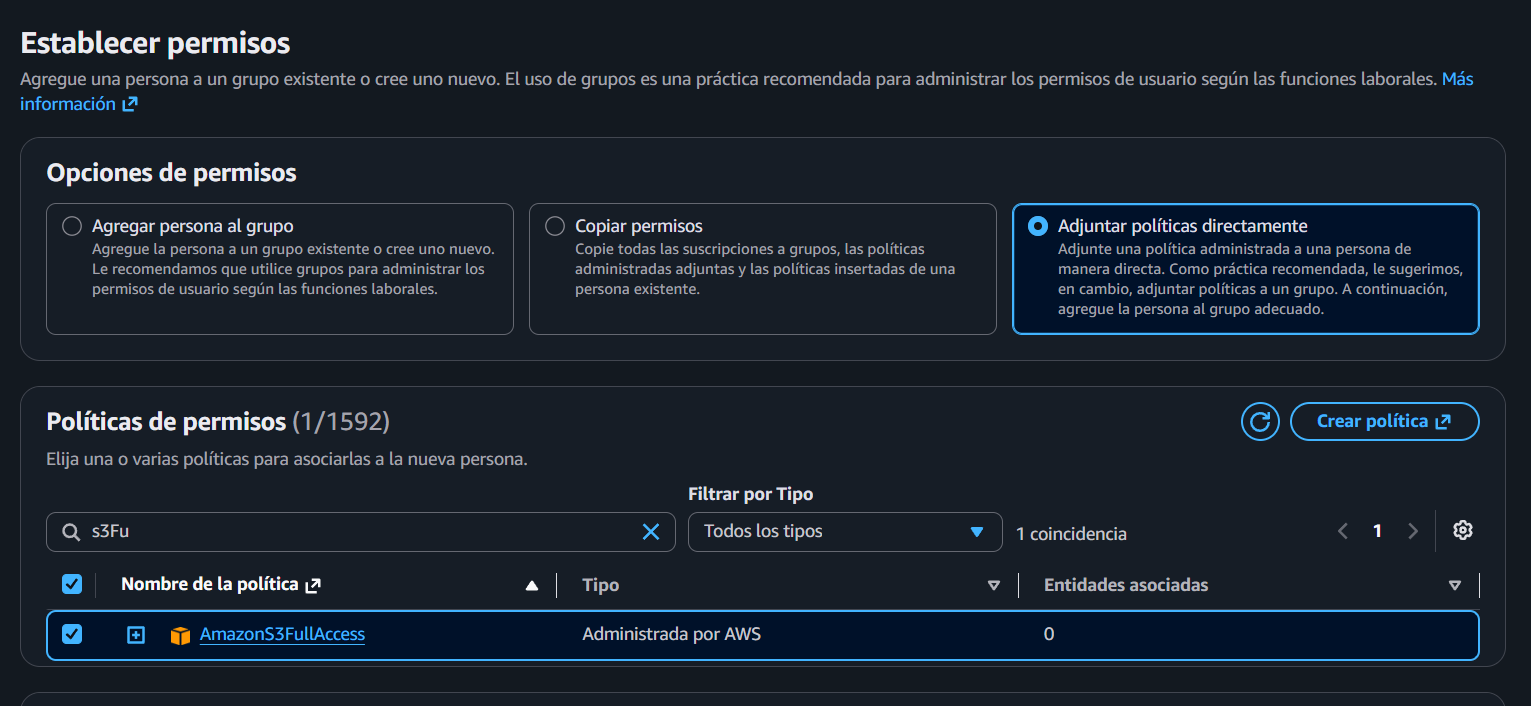 Establecer permisos
Agregue una persona a un grupo existente o cree uno nuevo. El uso de grupos es una práctica recomendada para administrar los permisos de usuario según las funciones laborales. Más
información
Opciones de permisos
Agregar persona al grupo
Agregue la persona a un grupo existente o cree uno nuevo.
Le recomendamos que utilice grupos para administrar los
permisos de usuario según las funciones laborales.
Copiar permisos
Copie todas las suscripciones a grupos, las políticas
administradas adjuntas y las políticas insertadas de una
persona existente.
Adjuntar políticas directamente
Adjunte una política administrada a una persona de
manera directa. Como práctica recomendada, le sugerimos,
en cambio, adjuntar políticas a un grupo. A continuación,
agregue la persona al grupo adecuado.
Políticas de permisos (1/1592)
Crear política
Elija una o varias políticas para asociarlas a la nueva persona.
Filtrar por Tipo
s3Fu
Todos los tipos
1 coincidencia
1
Nombre de la política
Tipo
Entidades asociadas
AmazonS3FullAccess
Administrada por AWS
0